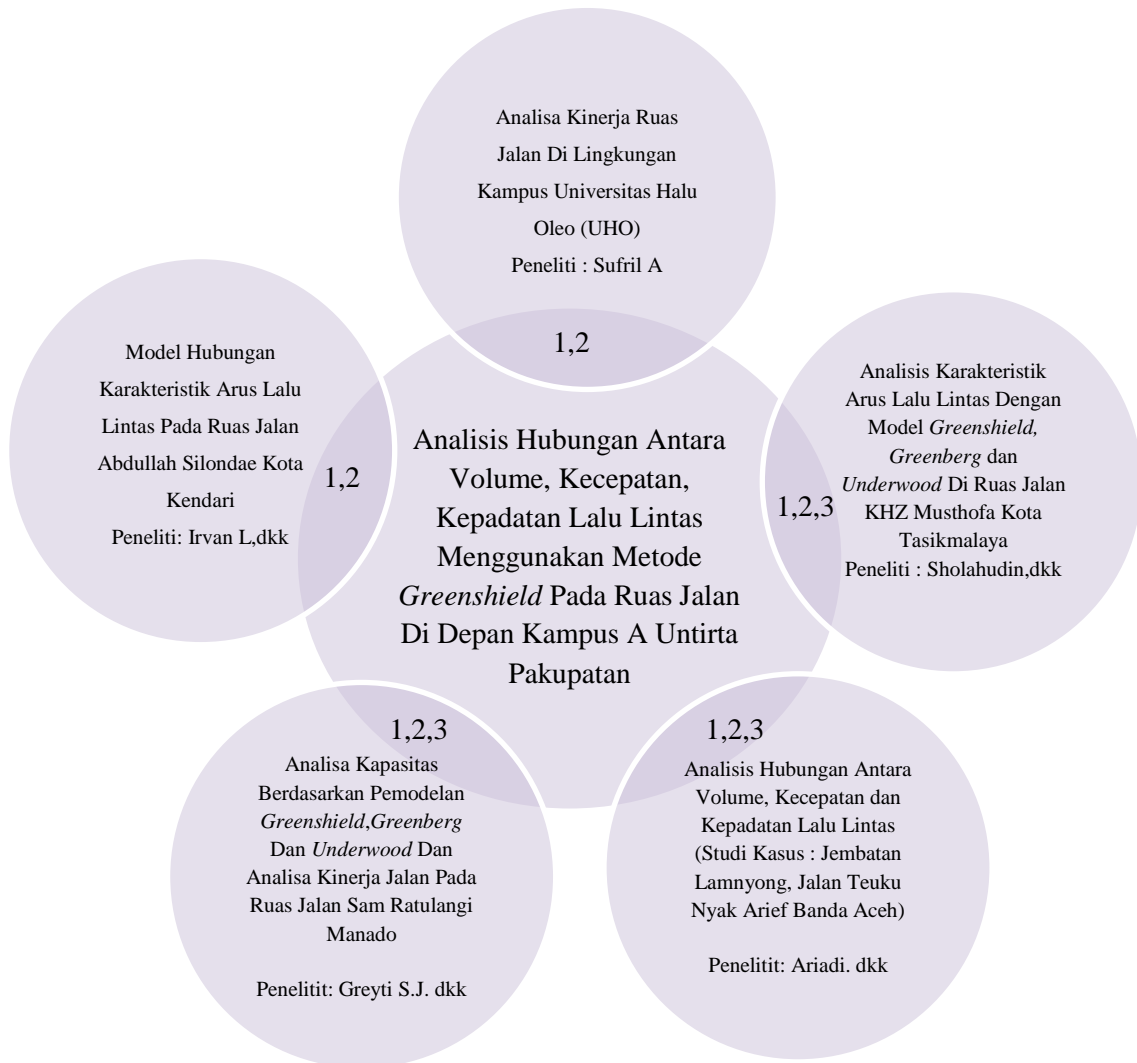 Analisa Kinerja Ruas
Jalan Di Lingkungan
Kampus Universitas Halu
Oleo (UHO)
Peneliti : Sufril A
1,2
Model Hubungan
Karakteristik Arus Lalu
Lintas Pada Ruas Jalan
Abdullah Silondae Kota
Kendari
Peneliti: Irvan L,dkk
1,2
Analisis Hubungan Antara
Volume, Kecepatan,
Kepadatan Lalu Lintas
Menggunakan Metode
Greenshield Pada Ruas Jalan
Di Depan Kampus A Untirta
Pakupatan
Analisis Karakteristik
Arus Lalu Lintas Dengan
Model Greenshield,
Greenberg dan
Underwood Di Ruas Jalan
KHZ Musthofa Kota
Tasikmalaya
Peneliti : Sholahudin,dkk
1,2,3
1,2,3
Analisa Kapasitas
Berdasarkan Pemodelan
Greenshield,Greenberg
Dan Underwood Dan
Analisa Kinerja Jalan Pada
Ruas Jalan Sam Ratulangi
Manado
Penelitit: Greyti S.J. dkk
1,2,3
Analisis Hubungan Antara
Volume, Kecepatan dan
Kepadatan Lalu Lintas
(Studi Kasus : Jembatan
Lamnyong, Jalan Teuku
Nyak Arief Banda Aceh)
Penelitit: Ariadi. dkk